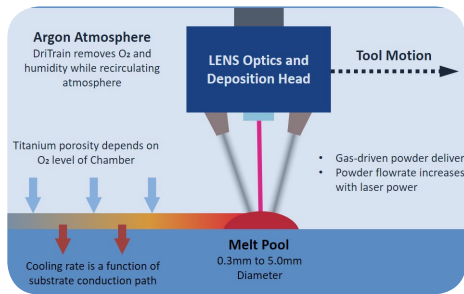 Argon Atmosphere
DriTrain removes O₂ and
humidity while recirculating
atmosphere
LENS Optics and
Deposition Head
Tool Motion
Titanium porosity depends on
O₂ level of Chamber
• Gas-driven powder deliver
• Powder flowrate increases
with laser power
Cooling rate is a function of
substrate conduction path
Melt Pool
0.3mm to 5.0mm
Diameter